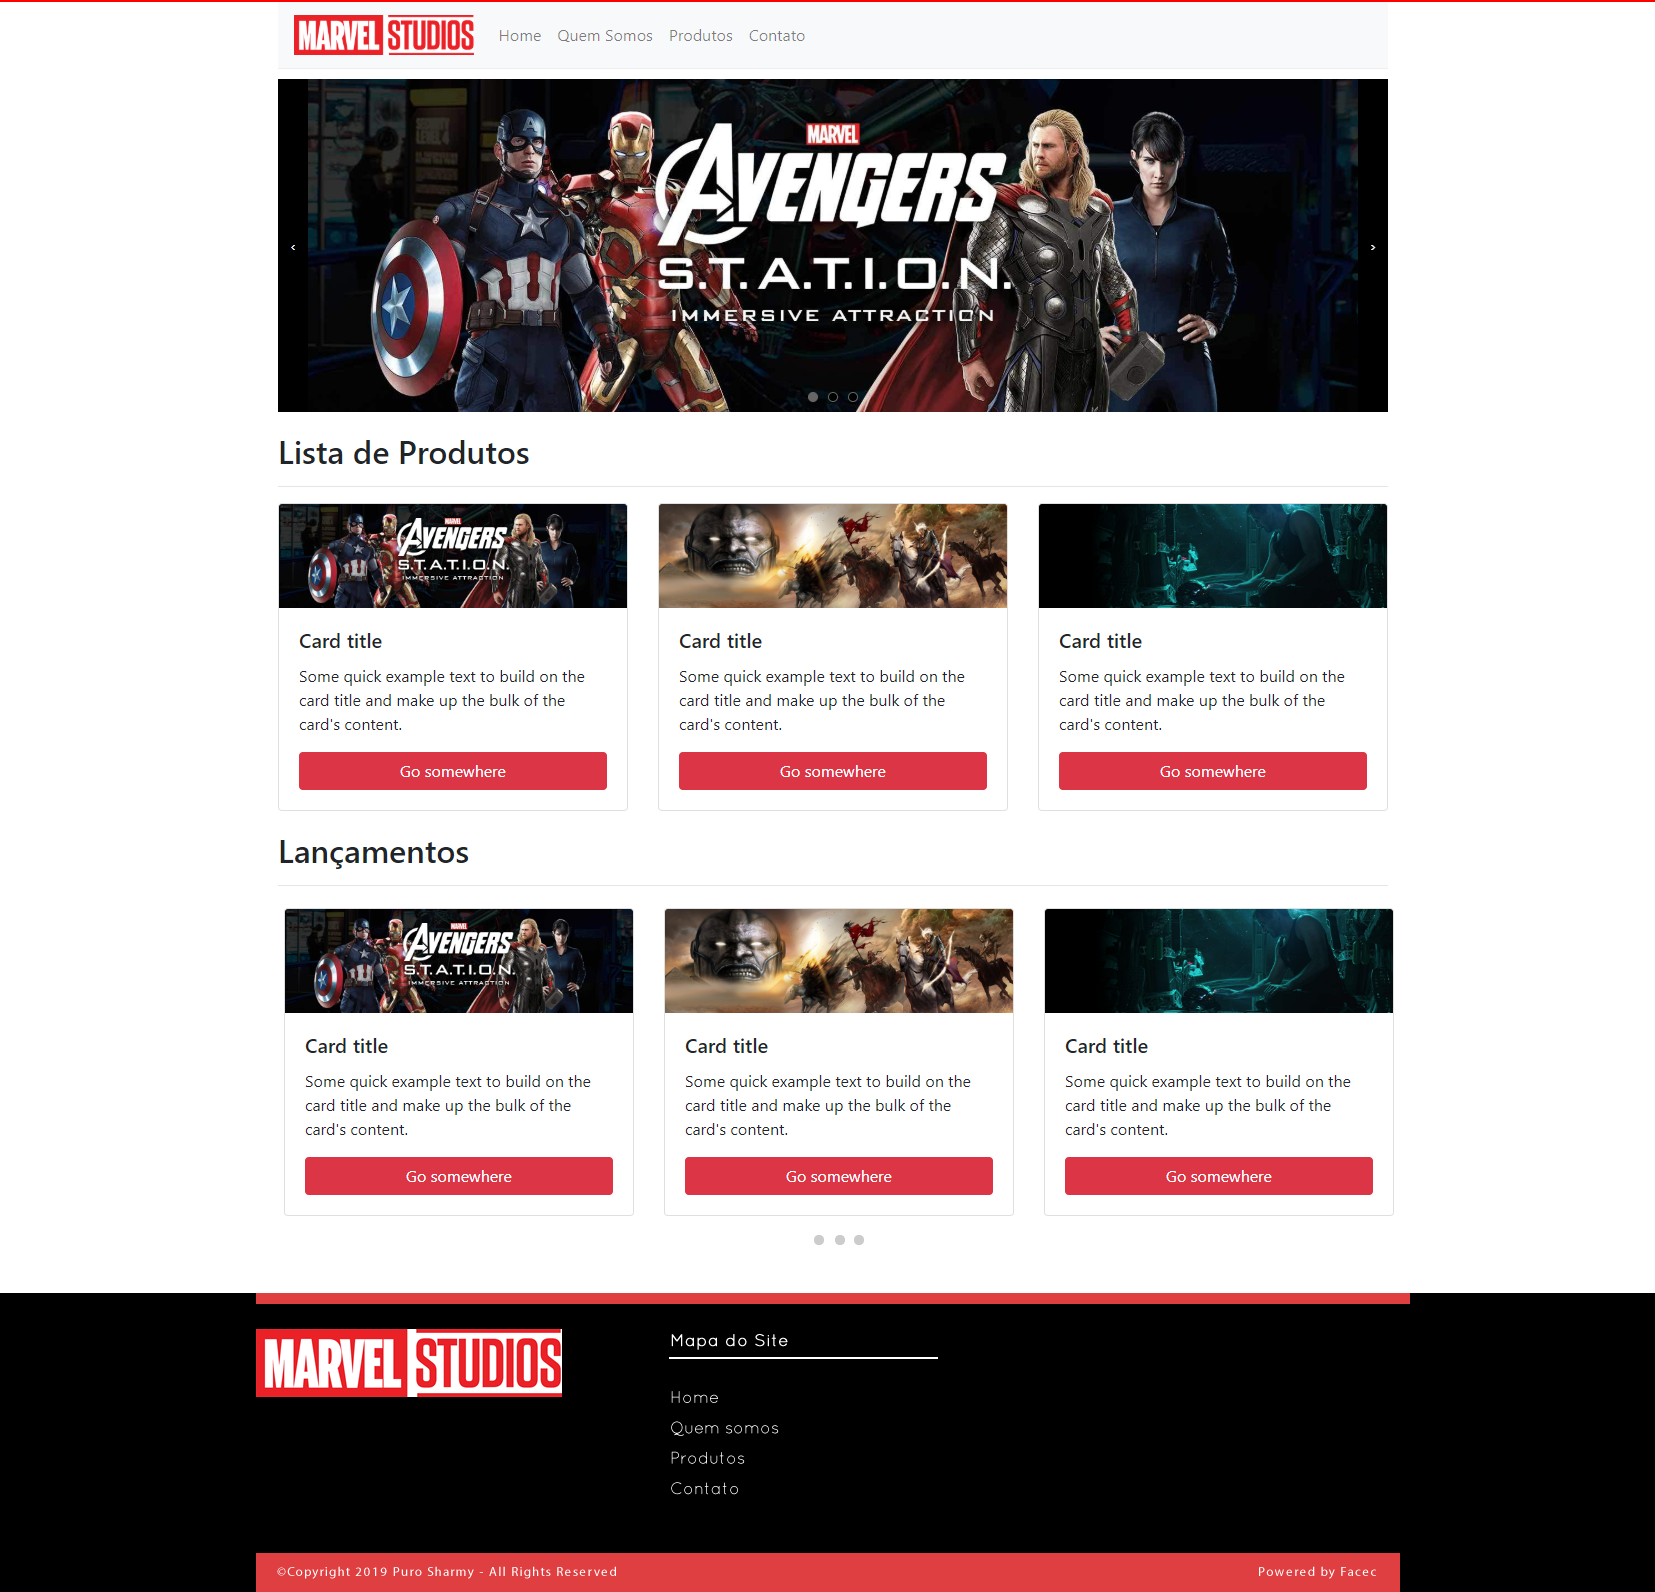 MARVEL STUDIOS
Home Quem Somos Produtos Contato
MARVEL
AVENGERS
S.T.A.T.I.O.N.
IMMERSIVE ATTRACTION
‹ ›
Lista de Produtos
MARVEL
AVENGERS
S.T.A.T.I.O.N.
IMMERSIVE ATTRACTION
Card title
Some quick example text to build on the
card title and make up the bulk of the
card's content.
Go somewhere
Card title
Some quick example text to build on the
card title and make up the bulk of the
card's content.
Go somewhere
Card title
Some quick example text to build on the
card title and make up the bulk of the
card's content.
Go somewhere
Lançamentos
MARVEL
AVENGERS
S.T.A.T.I.O.N.
IMMERSIVE ATTRACTION
Card title
Some quick example text to build on the
card title and make up the bulk of the
card's content.
Go somewhere
Card title
Some quick example text to build on the
card title and make up the bulk of the
card's content.
Go somewhere
Card title
Some quick example text to build on the
card title and make up the bulk of the
card's content.
Go somewhere
MARVEL STUDIOS
Mapa do Site
Home
Quem somos
Produtos
Contato
©Copyright 2019 Puro Sharmy - All Rights Reserved
Powered by Facec